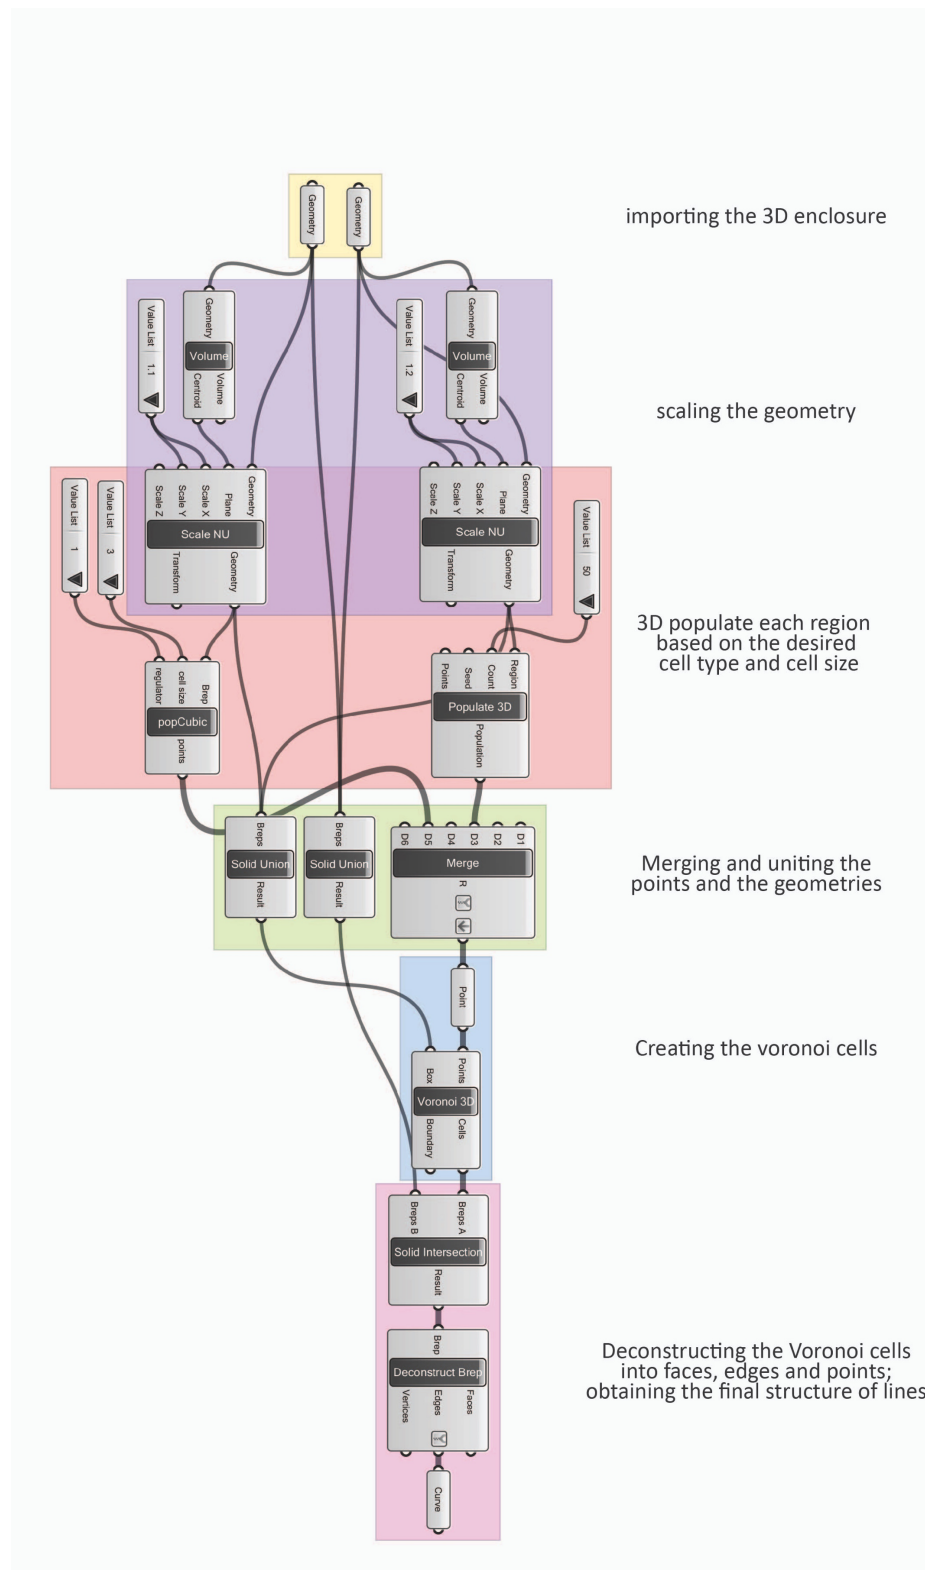 Geometry
Geometry
importing the 3D enclosure
Value List 1.1
Geometry
Volume
Volume
Centroid
Value List 1.2
Geometry
Volume
Volume
Centroid
scaling the geometry
Value List 1
Value List 3
Geometry
Plane
Scale X
Scale Y
Scale Z
Scale NU
Geometry
Transform
Geometry
Plane
Scale X
Scale Y
Scale Z
Scale NU
Geometry
Transform
Value List 50
3D populate each region
based on the desired
cell type and cell size
Brep
cell size
regulator
popCubic
points
Region
Count
Seed
Points
Populate 3D
Population
Breps
Solid Union
Result
Breps
Solid Union
Result
D1
D2
D3
D4
D5
D6
Merge
R
Merging and uniting the
points and the geometries
Point
Points
Box
Voronoi 3D
Cells
Boundary
Creating the voronoi cells
Breps A
Breps B
Solid Intersection
Result
Brep
Deconstruct Brep
Faces
Edges
Vertices
Curve
Deconstructing the Voronoi cells
into faces, edges and points;
obtaining the final structure of lines